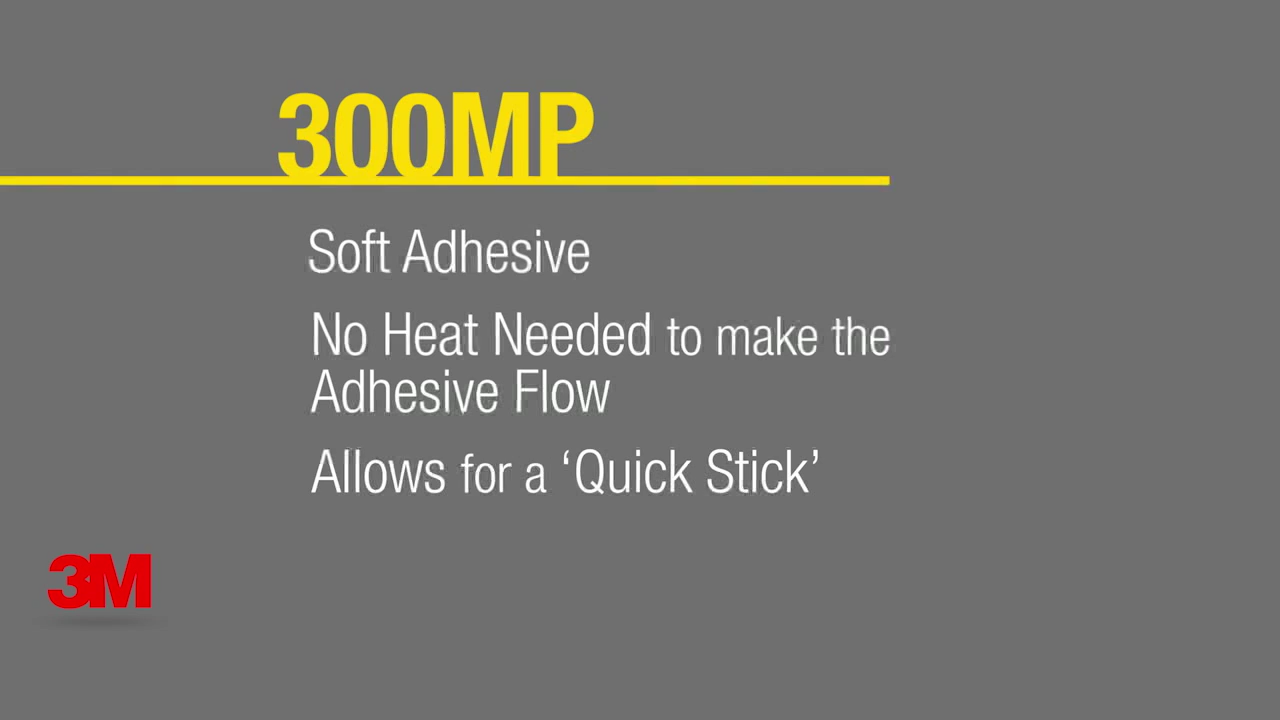 300MP
Soft Adhesive
No Heat Needed to make the
Adhesive Flow
Allows for a ‘Quick Stick’
3M